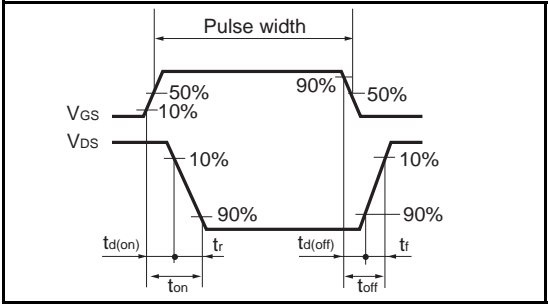 Pulse width
90%
50%
50%
10%
VGS
VDS
10%
10%
90%
90%
td(on)
tr
td(off)
tf
ton
toff